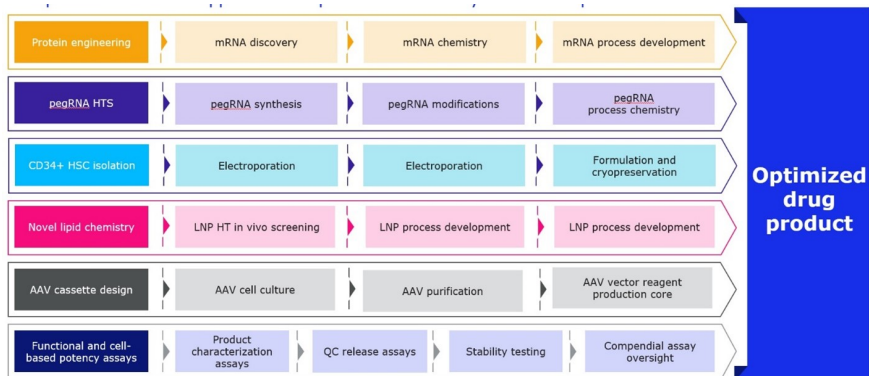 Protein engineering
mRNA discovery
mRNA chemistry
mRNA process development
pegRNA HTS
pegRNA synthesis
pegRNA modifications
pegRNA
process chemistry
CD34+ HSC isolation
Electroporation
Electroporation
Formulation and
cryopreservation
Novel lipid chemistry
LNP HT in vivo screening
LNP process development
LNP process development
AAV cassette design
AAV cell culture
AAV purification
AAV vector reagent
production core
Functional and cell-
based potency assays
Product
characterization
assays
QC release assays
Stability testing
Compendial assay
oversight
Optimized
drug
product